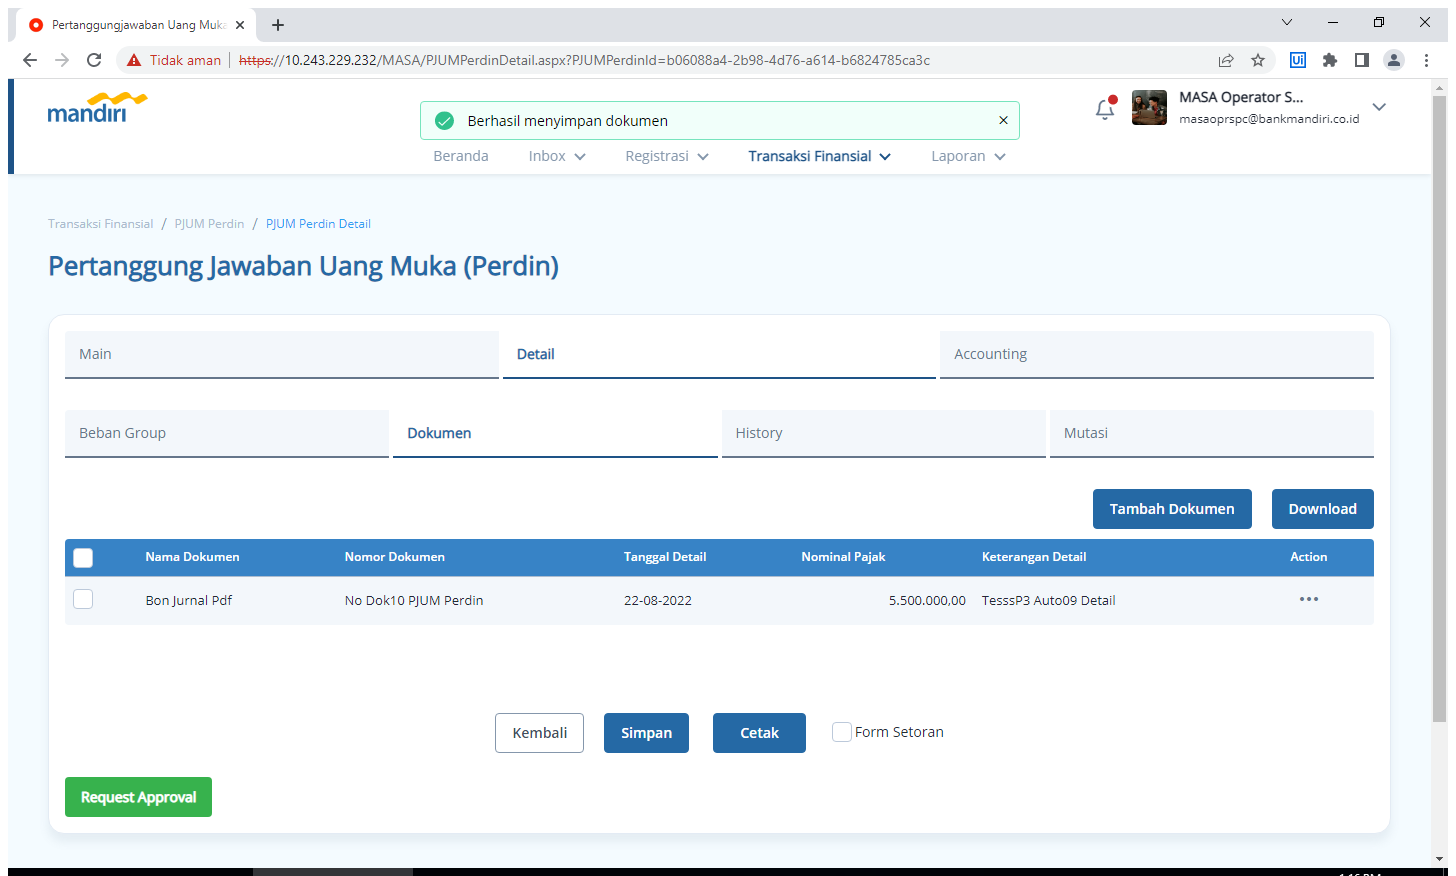 Pertanggungjawaban Uang Muka
Tidak aman
https://10.243.229.232/MASA/PJUMPerdinDetail.aspx?PJUMPerdinId=b06088a4-2b98-4d76-a614-b6824785ca3c
mandiri
Berhasil menyimpan dokumen
MASA Operator S...
masaoprspc@bankmandiri.co.id
Beranda Inbox Registrasi Transaksi Finansial Laporan
Transaksi Finansial / PJUM Perdin / PJUM Perdin Detail
Pertanggung Jawaban Uang Muka (Perdin)
Main Detail Accounting
Beban Group Dokumen History Mutasi
Tambah Dokumen Download
Nama Dokumen Nomor Dokumen Tanggal Detail Nominal Pajak Keterangan Detail Action
Bon Jurnal Pdf No Dok10 PJUM Perdin 22-08-2022 5.500.000,00 TesssP3 Auto09 Detail
Kembali Simpan Cetak Form Setoran
Request Approval